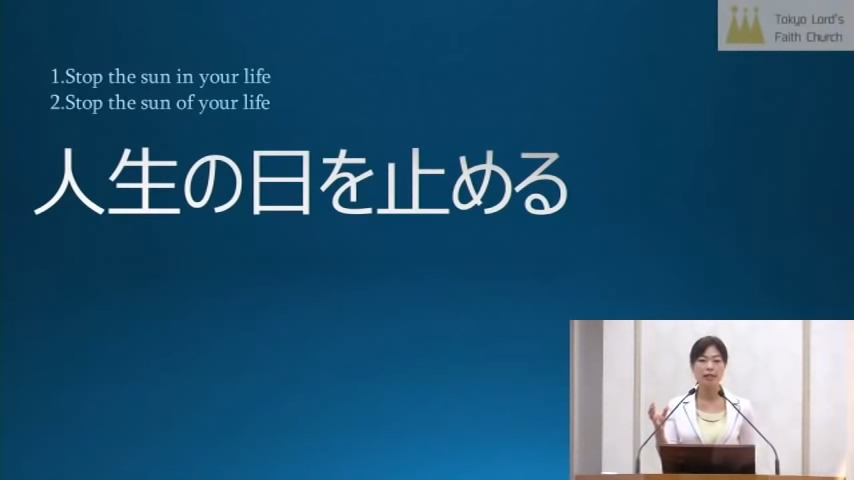 Tokyo Lord's
Faith Church
1.Stop the sun in your life
2.Stop the sun of your life
人生の日を止める